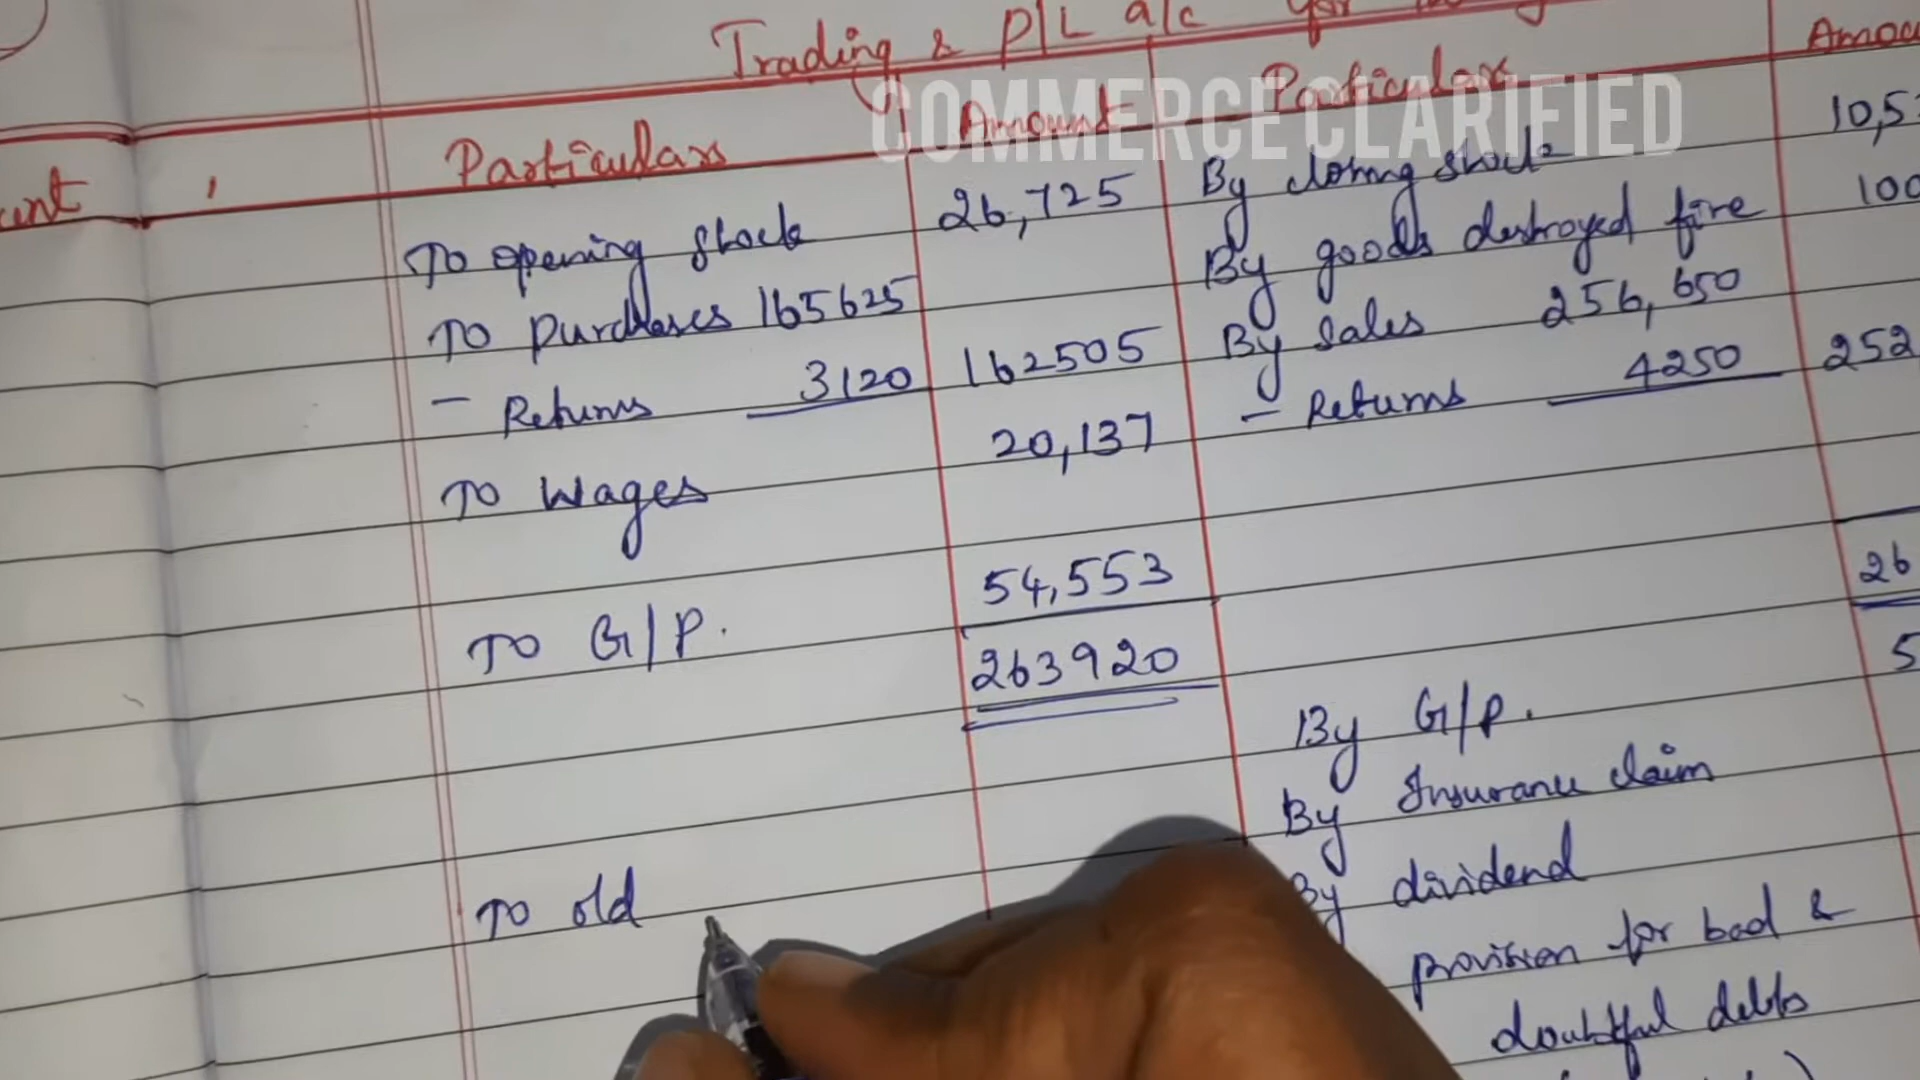 Trading & P/L a/c for
COMMERCE CLARIFIED
Particulars Amount Particulars Amou
To opening stock 26,725 By closing stock 10,5
To Purchases 165625 By goods destroyed fire 100
- Returns 3120 162505 By Sales 256,650
To Wages 20,137 - Returns 4250 252
To G/P. 54,553
263920 26
By G/P. 5
By Insurance claim
To old By dividend
provision for bad &
doubtful debts